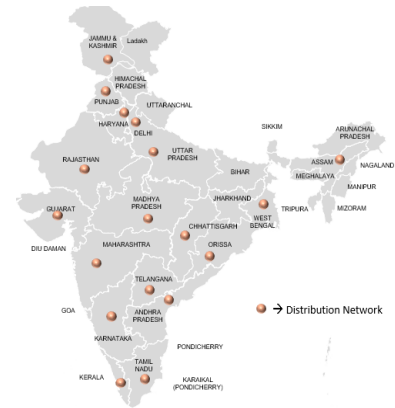 JAMMU &
KASHMIR
Ladakh
HIMACHAL
PRADESH
PUNJAB
UTTARANCHAL
HARYANA
DELHI
SIKKIM
ARUNACHAL
PRADESH
RAJASTHAN
UTTAR
PRADESH
ASSAM
NAGALAND
MEGHALAYA
BIHAR
MANIPUR
GUJARAT
MADHYA
PRADESH
JHARKHAND
WEST
BENGAL
TRIPURA
MIZORAM
CHHATTISGARH
DIU DAMAN
MAHARASHTRA
ORISSA
TELANGANA
GOA
ANDHRA
PRADESH
→ Distribution Network
KARNATAKA
PONDICHERRY
TAMIL
NADU
KERALA
KARAIKAL
(PONDICHERRY)